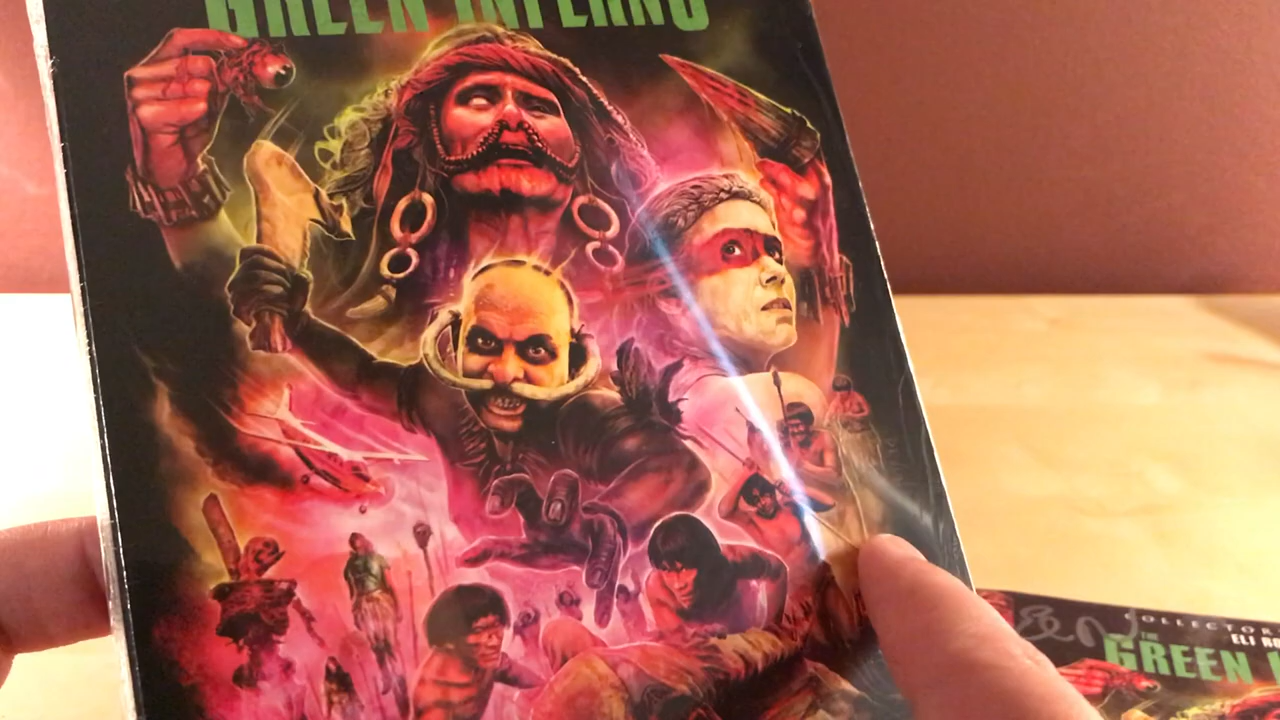 GREEN INFERNO
COLLECTOR
ELI RO
THE
GREEN I